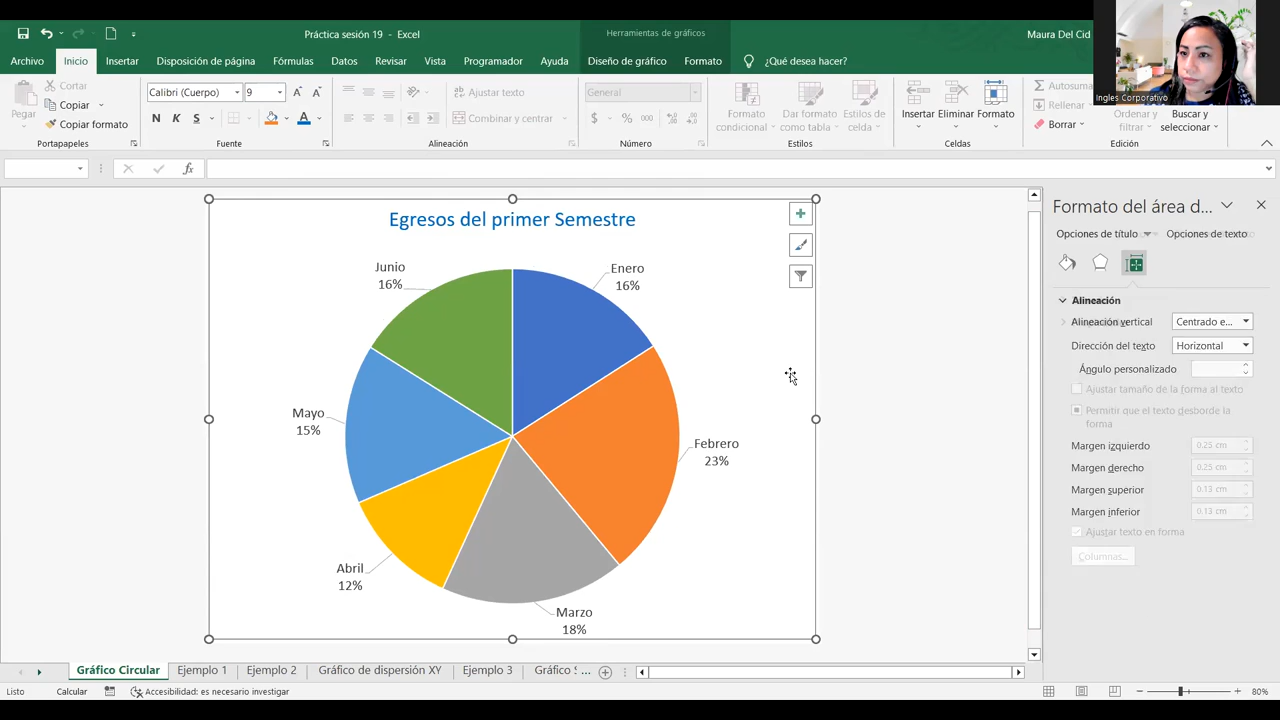 Práctica sesión 19 - Excel
Herramientas de gráficos
Maura Del Cid
Archivo Inicio Insertar Disposición de página Fórmulas Datos Revisar Vista Programador Ayuda Diseño de gráfico Formato ¿Qué desea hacer?
Ingles Corporativo
Pegar
Cortar
Copiar
Copiar formato
Calibri (Cuerpo) 9
N K S
Ajustar texto
Combinar y centrar
General
$ % 000
Formato condicional
Dar formato como tabla
Estilos de celda
Insertar Eliminar Formato
Autosuma
Rellenar
Borrar
Ordenar y filtrar
Buscar y seleccionar
Portapapeles Fuente Alineación Número Estilos Celdas Edición
fx
Egresos del primer Semestre
Junio
16%
Enero
16%
Mayo
15%
Febrero
23%
Abril
12%
Marzo
18%
Formato del área d...
Opciones de título Opciones de texto
Alineación
Alineación vertical Centrado e...
Dirección del texto Horizontal
Ángulo personalizado
Ajustar tamaño de la forma al texto
Permitir que el texto desborde la
forma
Margen izquierdo 0.25 cm
Margen derecho 0.25 cm
Margen superior 0.13 cm
Margen inferior 0.13 cm
Ajustar texto en forma
Columnas...
Gráfico Circular Ejemplo 1 Ejemplo 2 Gráfico de dispersión XY Ejemplo 3 Gráfico S ...
Listo Calcular Accesibilidad: es necesario investigar 80%